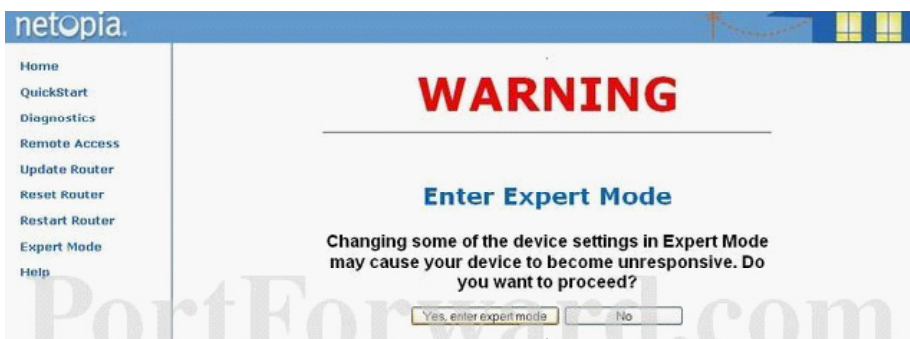 netopia.
Home
QuickStart
Diagnostics
Remote Access
Update Router
Reset Router
Restart Router
Expert Mode
Help
WARNING
Enter Expert Mode
Changing some of the device settings in Expert Mode
may cause your device to become unresponsive. Do
you want to proceed?
Yes, enter expert mode No
PortForward.com